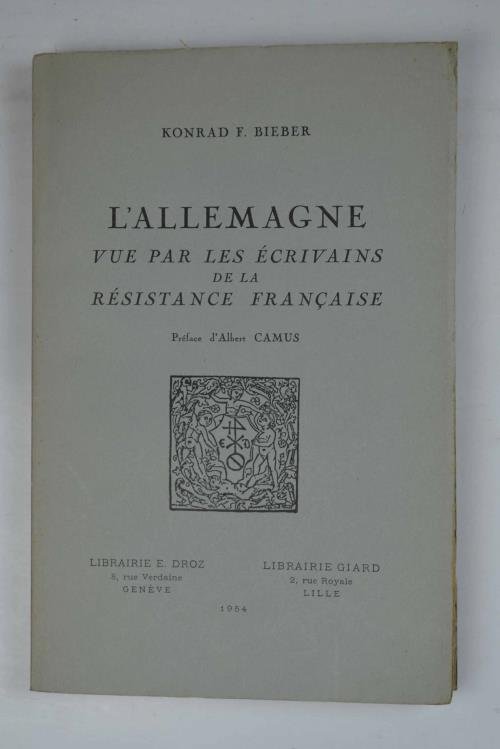 KONRAD F. BIEBER
L'ALLEMAGNE
VUE PAR LES ÉCRIVAINS
DE LA
RÉSISTANCE FRANÇAISE
Préface d'Albert CAMUS
E D
LIBRAIRIE E. DROZ
8, rue Verdaine
GENÈVE
LIBRAIRIE GIARD
2, rue Royale
LILLE
1954